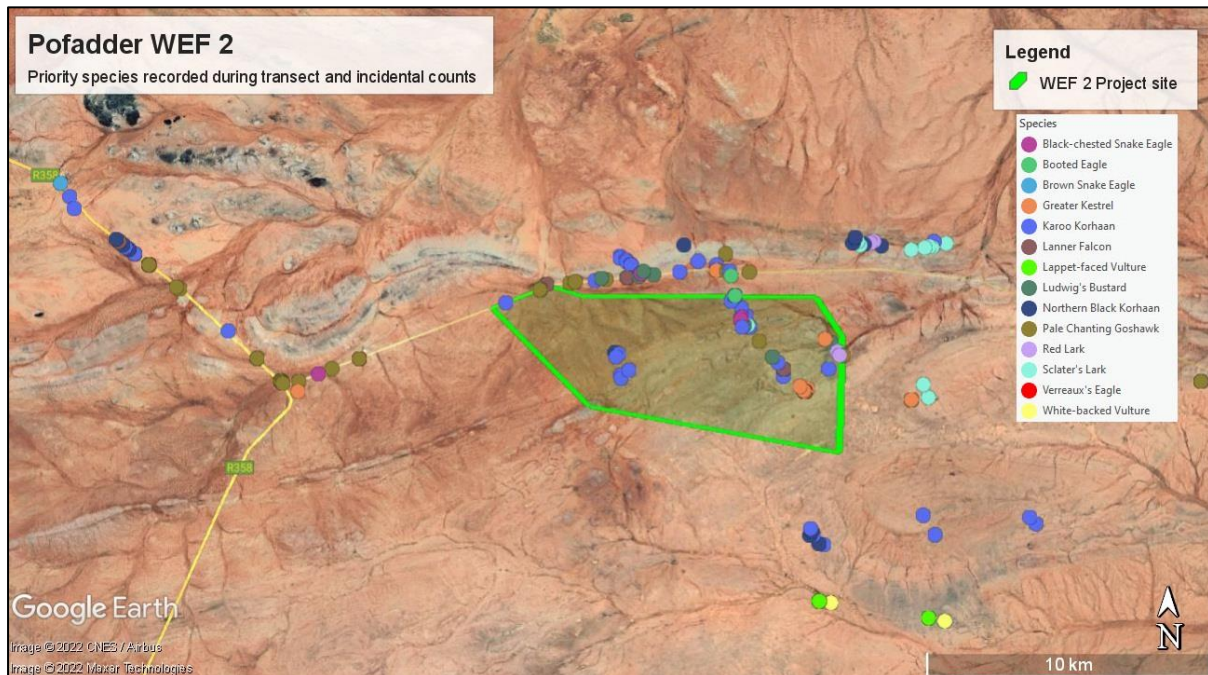 Pofadder WEF 2
Priority species recorded during transect and incidental counts
Legend
WEF 2 Project site
Species
Black-chested Snake Eagle
Booted Eagle
Brown Snake Eagle
Greater Kestrel
Karoo Korhaan
Lanner Falcon
Lappet-faced Vulture
Ludwig's Bustard
Northern Black Korhaan
Pale Chanting Goshawk
Red Lark
Sclater's Lark
Verreaux's Eagle
White-backed Vulture
R358
R358
Google Earth
Image © 2022 CNES / Airbus
Image © 2022 Maxar Technologies
N
10 km